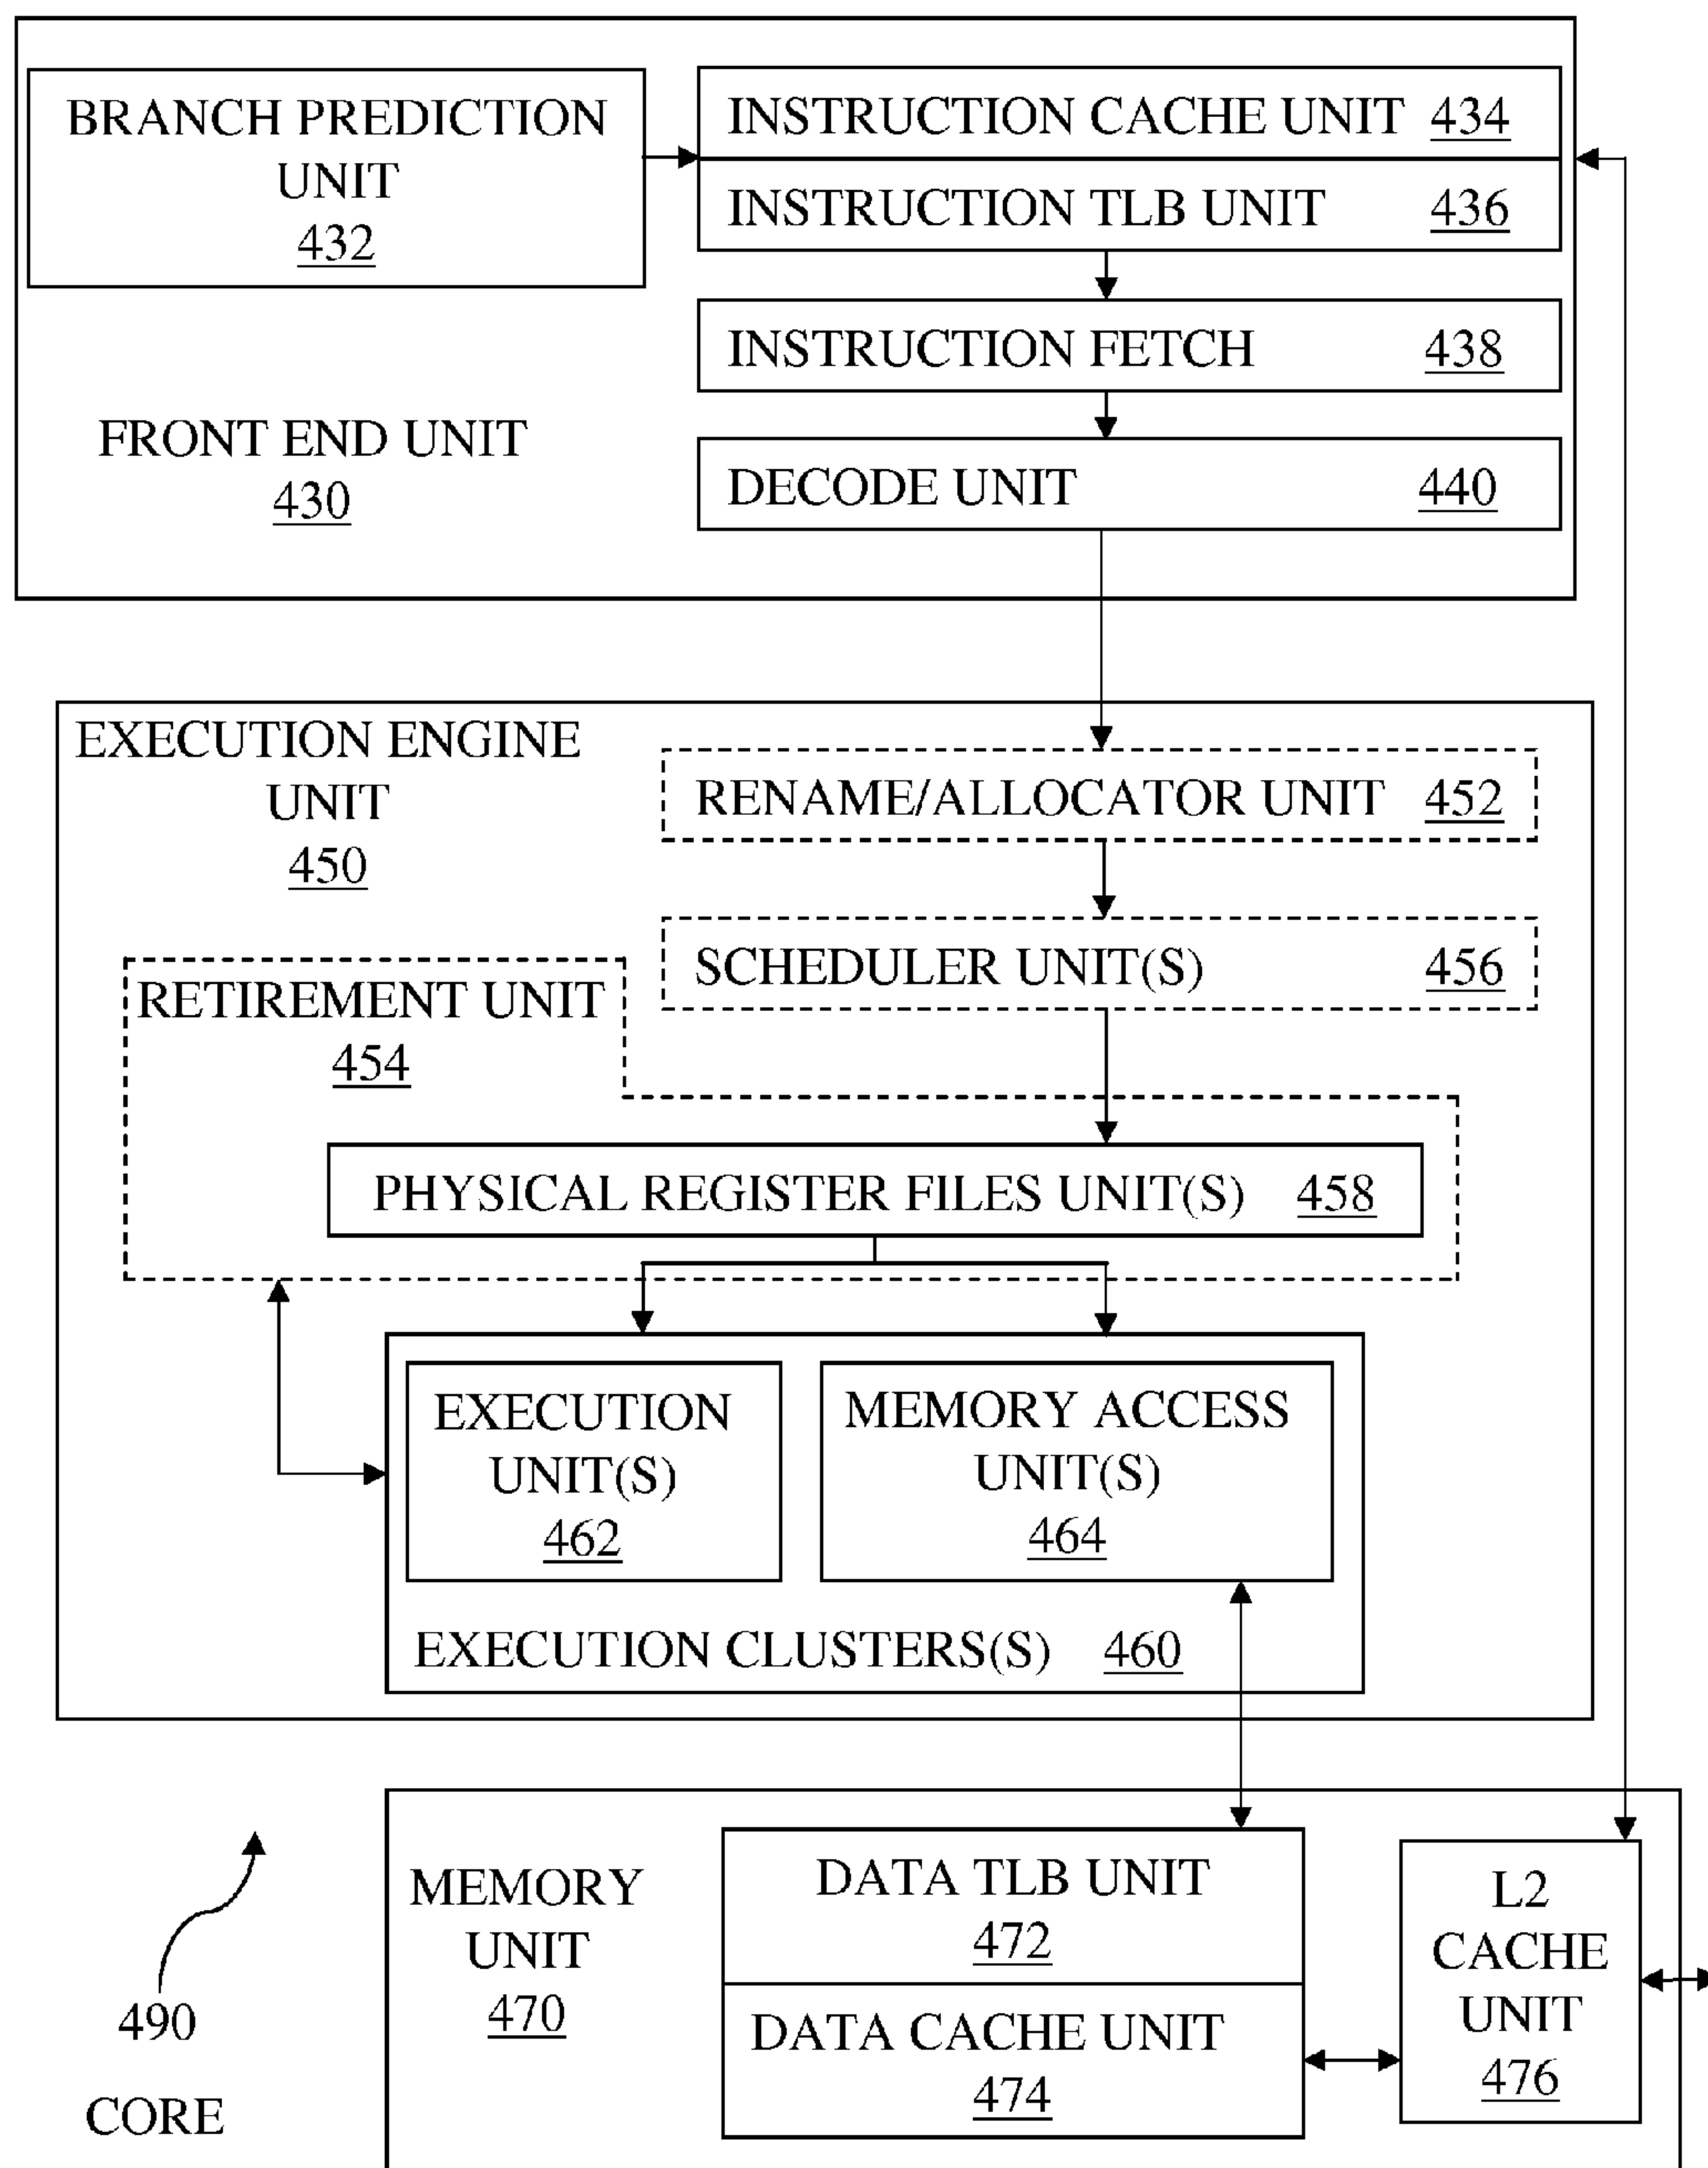 BRANCH PREDICTION
UNIT
432
INSTRUCTION CACHE UNIT 434
INSTRUCTION TLB UNIT 436
INSTRUCTION FETCH 438
FRONT END UNIT
430
DECODE UNIT 440
EXECUTION ENGINE
UNIT
450
RENAME/ALLOCATOR UNIT 452
SCHEDULER UNIT(S) 456
RETIREMENT UNIT
454
PHYSICAL REGISTER FILES UNIT(S) 458
EXECUTION
UNIT(S)
462
MEMORY ACCESS
UNIT(S)
464
EXECUTION CLUSTERS(S) 460
MEMORY
UNIT
470
DATA TLB UNIT
472
DATA CACHE UNIT
474
L2
CACHE
UNIT
476
490
CORE